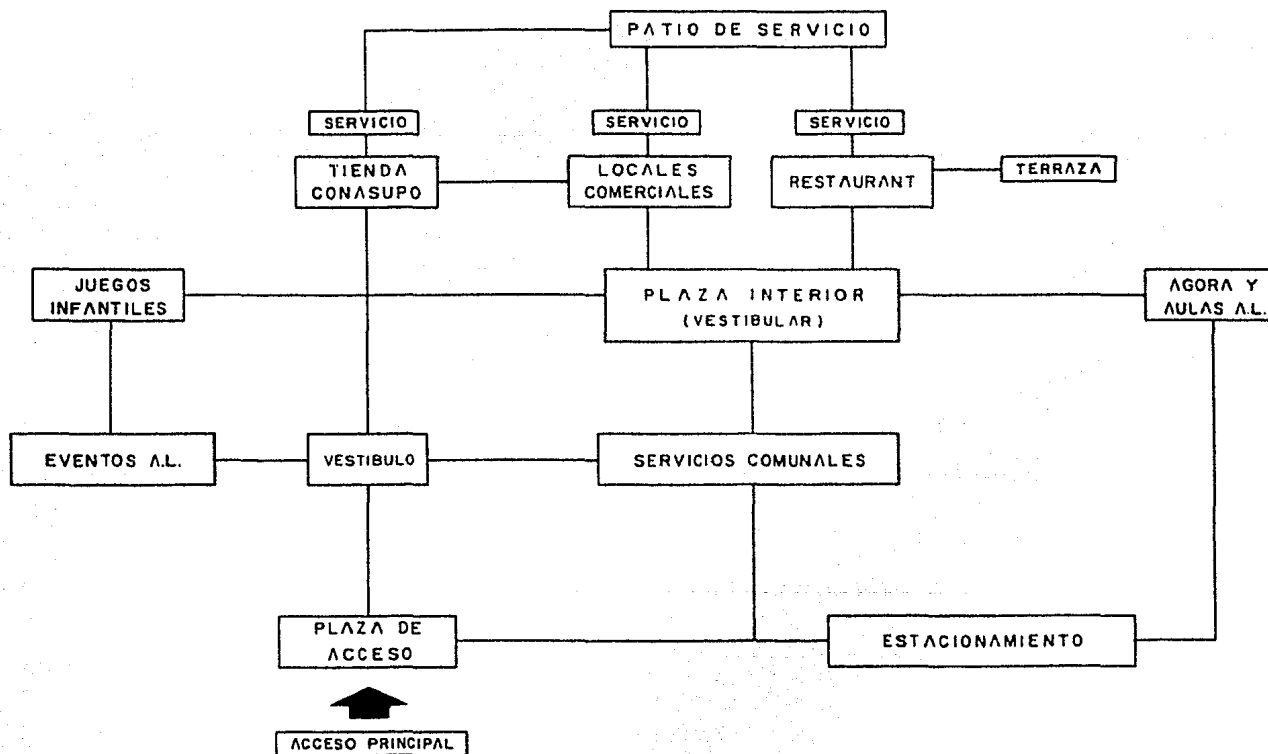 PATIO DE SERVICIO
SERVICIO
SERVICIO
SERVICIO
TIENDA
CONASUPO
LOCALES
COMERCIALES
RESTAURANT
TERRAZA
JUEGOS
INFANTILES
PLAZA INTERIOR
(VESTIBULAR)
AGORA Y
AULAS A.L.
EVENTOS A.L.
VESTIBULO
SERVICIOS COMUNALES
PLAZA DE
ACCESO
ESTACIONAMIENTO
ACCESO PRINCIPAL